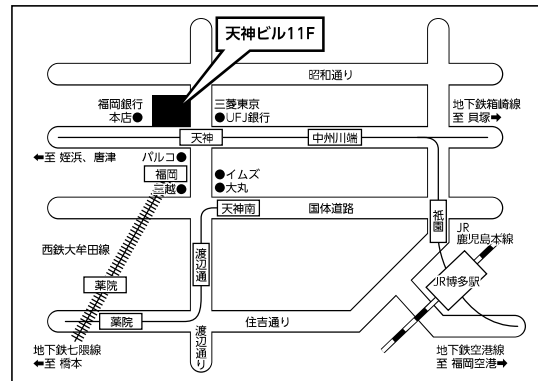 天神ビル11F
昭和通り
福岡銀行
本店●
三菱東京
●UFJ銀行
地下鉄箱崎線
至 貝塚➡
天神
中州川端
⬅至 姪浜、唐津
パルコ●
福岡
三越●
●イムズ
●大丸
天神南
国体道路
祇園
JR
鹿児島本線
西鉄大牟田線
渡辺通
薬院
JR博多駅
薬院
渡辺通り
住吉通り
地下鉄七隈線
⬅至 橋本
地下鉄空港線
至 福岡空港➡